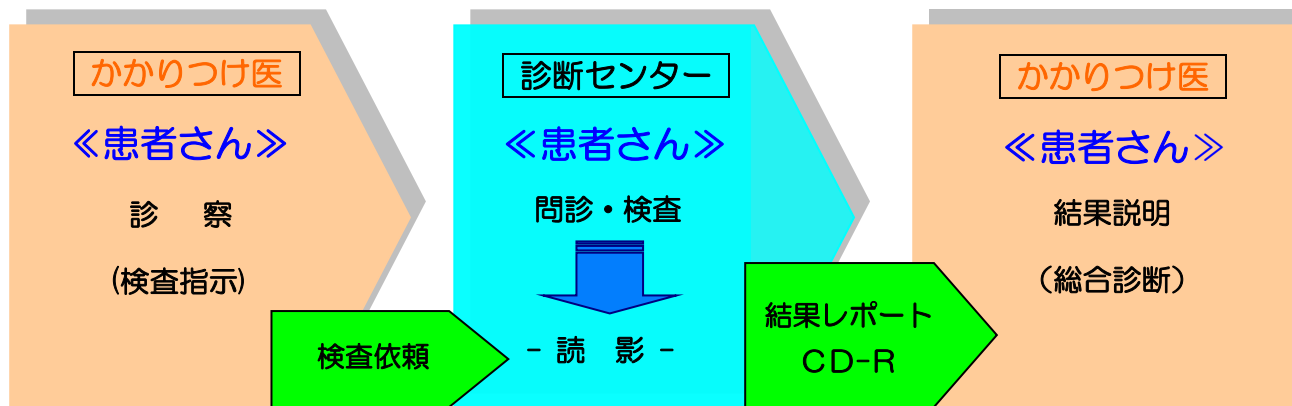 かかりつけ医
≪患者さん≫
診　察
(検査指示)
検査依頼
診断センター
≪患者さん≫
問診・検査
- 読　影 -
結果レポート
CD-R
かかりつけ医
≪患者さん≫
結果説明
（総合診断）